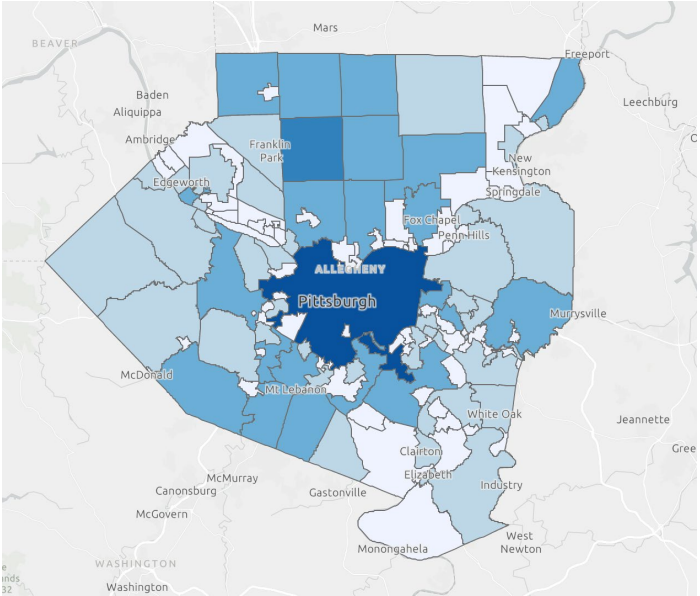 Mars
BEAVER
Freeport
Baden
Leechburg
Aliquippa
Ambridge
Franklin
Park
New
Kensington
Edgeworth
Springdale
Fox Chapel
Penn Hills
ALLEGHENY
Pittsburgh
Murrysville
McDonald
Mt Lebanon
White Oak
Jeannette
Clairton
Elizabeth
McMurray
Industry
Canonsburg
Gastonville
McGovern
West
Newton
Monongahela
WASHINGTON
Washington